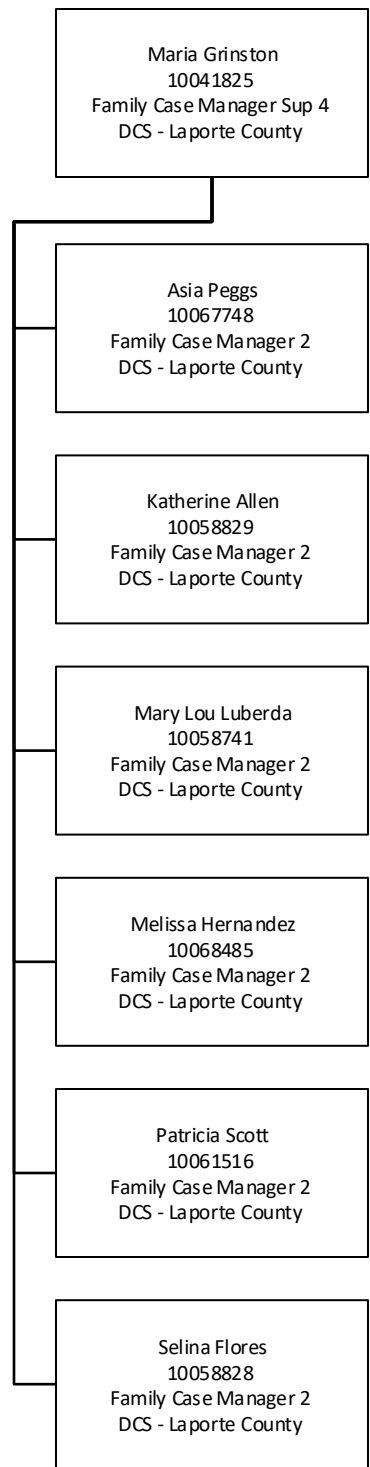 Maria Grinston
10041825
Family Case Manager Sup 4
DCS - Laporte County
Asia Peggs
10067748
Family Case Manager 2
DCS - Laporte County
Katherine Allen
10058829
Family Case Manager 2
DCS - Laporte County
Mary Lou Luberda
10058741
Family Case Manager 2
DCS - Laporte County
Melissa Hernandez
10068485
Family Case Manager 2
DCS - Laporte County
Patricia Scott
10061516
Family Case Manager 2
DCS - Laporte County
Selina Flores
10058828
Family Case Manager 2
DCS - Laporte County